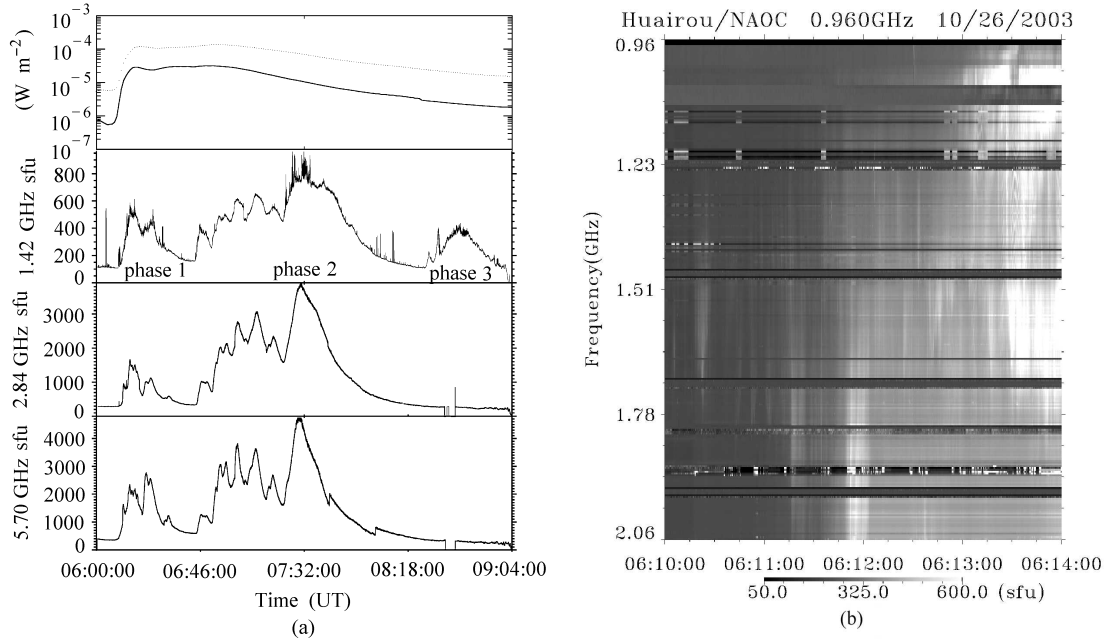 (W m−2)
10−3
10−4
10−5
10−6
10−7
1.42 GHz sfu
10
800
600
400
200
0
phase 1
phase 2
phase 3
2.84 GHz sfu
3000
2000
1000
0
5.70 GHz sfu
4000
3000
2000
1000
0
06:00:00 06:46:00 07:32:00 08:18:00 09:04:00
Time (UT)
(a)
Huairou/NAOC 0.960GHz 10/26/2003
Frequency(GHz)
0.96
1.23
1.51
1.78
2.06
06:10:00 06:11:00 06:12:00 06:13:00 06:14:00
50.0 325.0 600.0 (sfu)
(b)